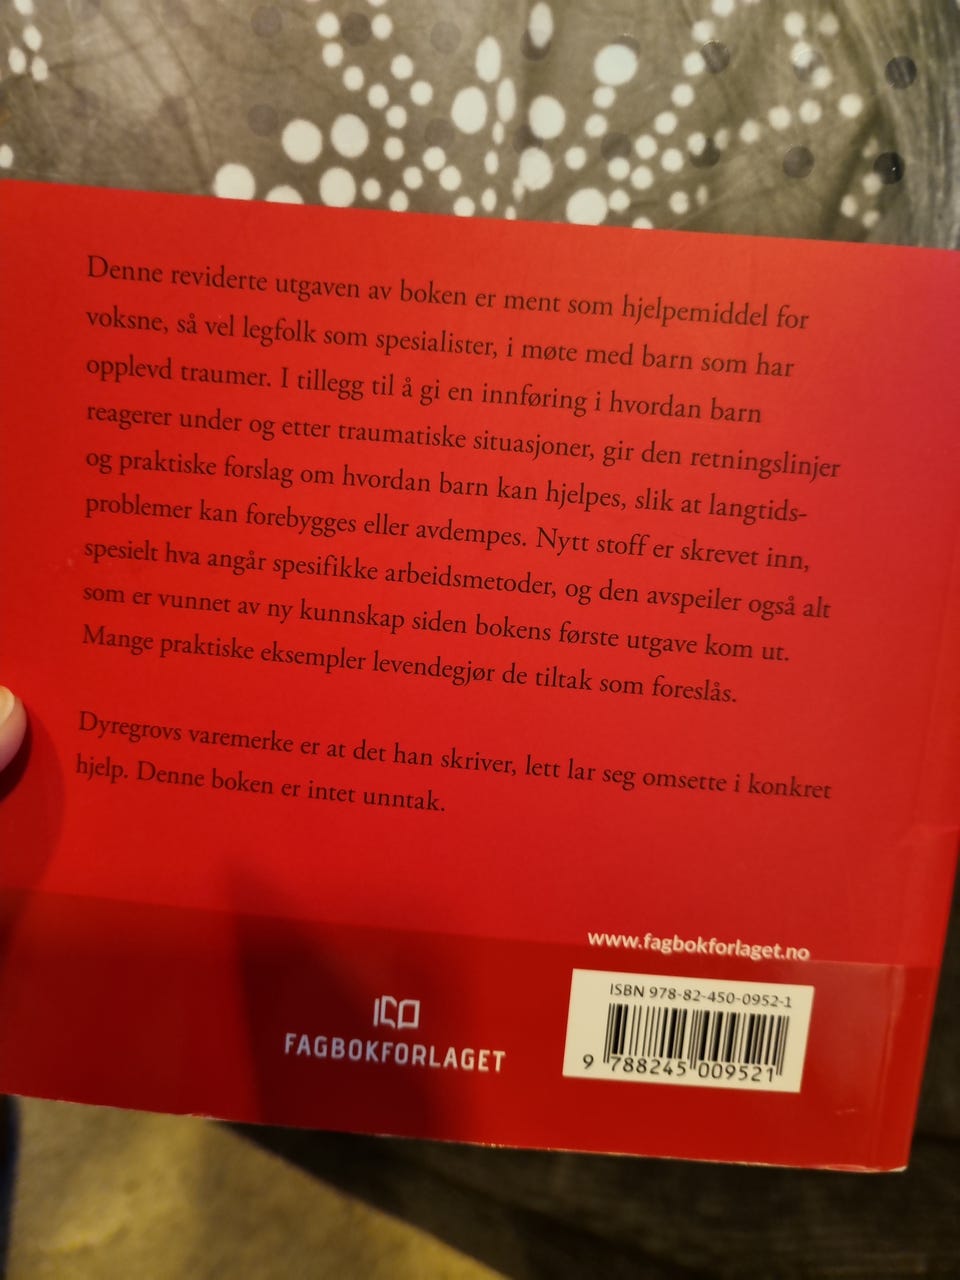 Denne reviderte utgaven av boken er ment som hjelpemiddel for
voksne, så vel legfolk som spesialister, i møte med barn som har
opplevd traumer. I tillegg til å gi en innføring i hvordan barn
reagerer under og etter traumatiske situasjoner, gir den retningslinjer
og praktiske forslag om hvordan barn kan hjelpes, slik at langtids-
problemer kan forebygges eller avdempes. Nytt stoff er skrevet inn,
spesielt hva angår spesifikke arbeidsmetoder, og den avspeiler også alt
som er vunnet av ny kunnskap siden bokens første utgave kom ut.
Mange praktiske eksempler levendegjør de tiltak som foreslås.
Dyregrovs varemerke er at det han skriver, lett lar seg omsette i konkret
hjelp. Denne boken er intet unntak.
www.fagbokforlaget.no
ISBN 978-82-450-0952-1
9 788245 009521
FAGBOKFORLAGET